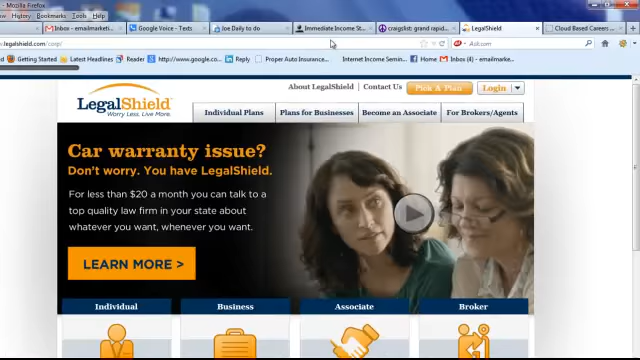 Mozilla Firefox
History Bookmarks Tools Help
Inbox - emailmarke...
Google Voice - Texts
Joe Daily to do
Immediate Income St...
craigslist: grand rapid...
LegalShield
Cloud Based Careers ...
.legalshield.com/corp/
Ask.com
Getting Started
Latest Headlines
Reader
http://www.google.co...
Reply
Proper Auto Insurance...
Internet Income Semin...
Home
Inbox (4) - emailmarke...
About LegalShield | Contact Us
Pick A Plan
Login
LegalShield
Worry Less. Live More.
Individual Plans
Plans for Businesses
Become an Associate
For Brokers/Agents
Car warranty issue?
Don't worry. You have LegalShield.
For less than $20 a month you can talk to a
top quality law firm in your state about
whatever you want, whenever you want.
LEARN MORE >
Individual
Business
Associate
Broker